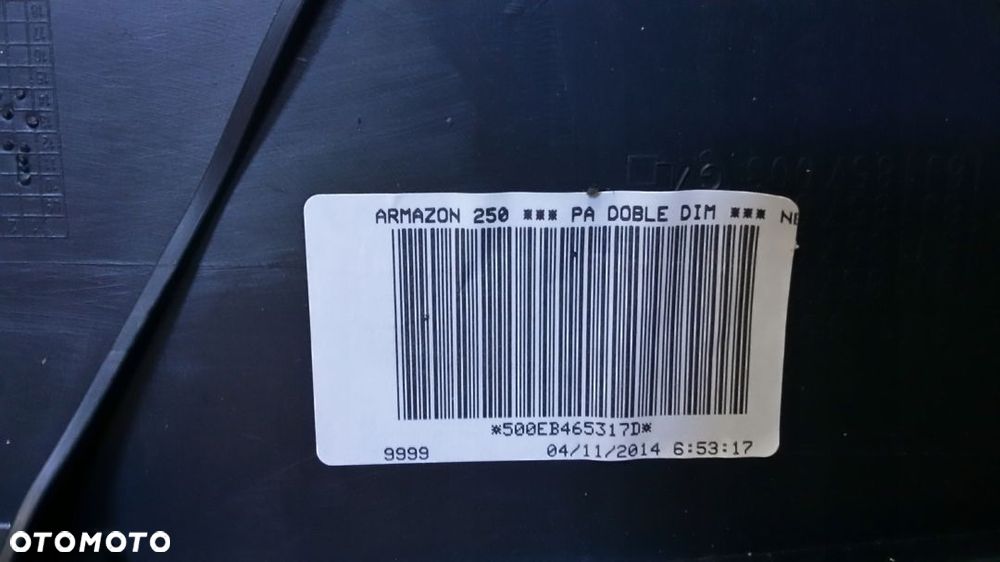 ARMAZON 250 *** PA DOBLE DIM ***
*500EB465317D*
9999 04/11/2014 6:53:17
OTOMOTO